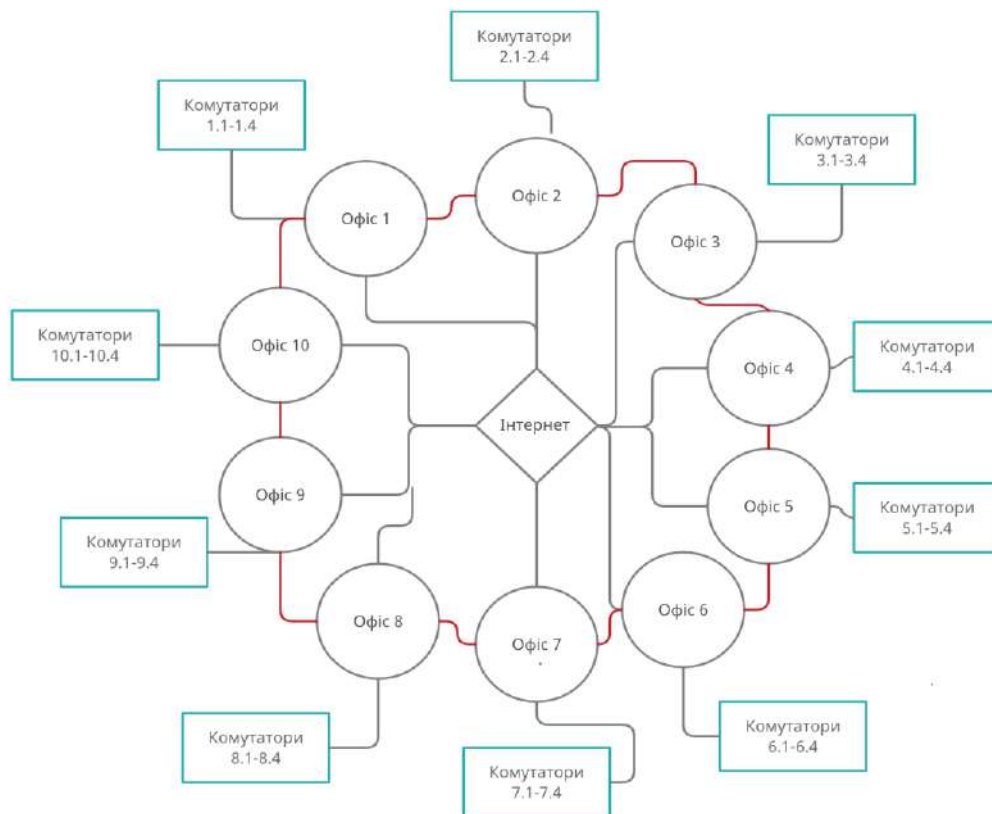 Комутатори
2.1-2.4
Комутатори
1.1-1.4
Комутатори
3.1-3.4
Офіс 1
Офіс 2
Офіс 3
Комутатори
10.1-10.4
Офіс 10
Офіс 4
Комутатори
4.1-4.4
Інтернет
Офіс 9
Офіс 5
Комутатори
5.1-5.4
Комутатори
9.1-9.4
Офіс 8
Офіс 7
Офіс 6
Комутатори
8.1-8.4
Комутатори
7.1-7.4
Комутатори
6.1-6.4